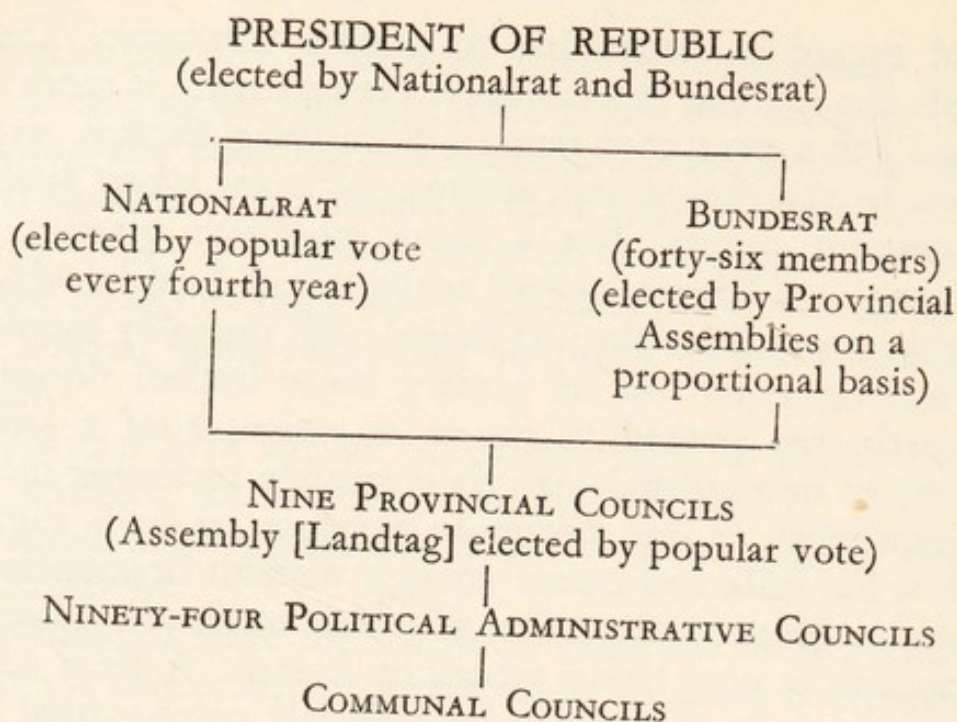 PRESIDENT OF REPUBLIC
(elected by Nationalrat and Bundesrat)
NATIONALRAT
(elected by popular vote
every fourth year)
BUNDESRAT
(forty-six members)
(elected by Provincial
Assemblies on a
proportional basis)
NINE PROVINCIAL COUNCILS
(Assembly [Landtag] elected by popular vote)
NINETY-FOUR POLITICAL ADMINISTRATIVE COUNCILS
COMMUNAL COUNCILS